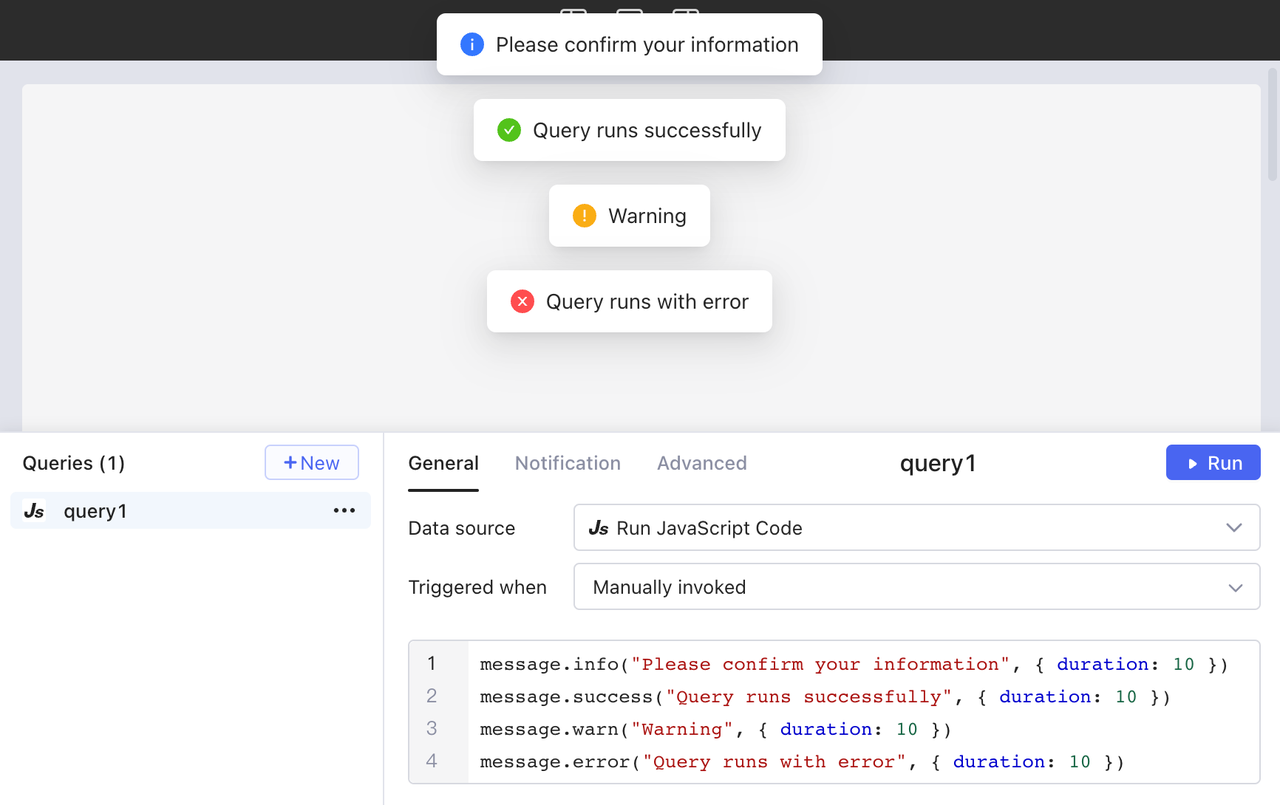 Please confirm your information
Query runs successfully
Warning
Query runs with error
Queries (1)
+ New
Js query1
General Notification Advanced
query1
Run
Data source
Js Run JavaScript Code
Triggered when
Manually invoked
1 message.info("Please confirm your information", { duration: 10 })
2 message.success("Query runs successfully", { duration: 10 })
3 message.warn("Warning", { duration: 10 })
4 message.error("Query runs with error", { duration: 10 })